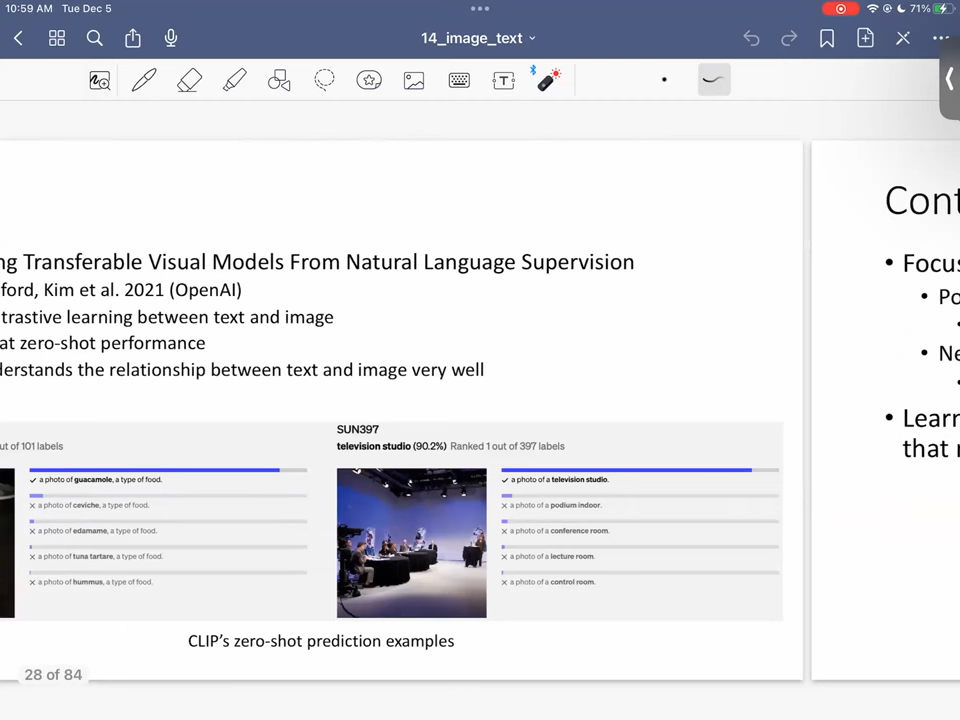 10:59 AM Tue Dec 5
71%
14_image_text
ng Transferable Visual Models From Natural Language Supervision
ford, Kim et al. 2021 (OpenAI)
trastive learning between text and image
at zero-shot performance
derstands the relationship between text and image very well
ut of 101 labels
a photo of guacamole, a type of food.
a photo of ceviche, a type of food.
a photo of edamame, a type of food.
a photo of tuna tartare, a type of food.
a photo of hummus, a type of food.
SUN397
television studio (90.2%) Ranked 1 out of 397 labels
a photo of a television studio.
a photo of a podium indoor.
a photo of a conference room.
a photo of a lecture room.
a photo of a control room.
CLIP’s zero-shot prediction examples
28 of 84
Cont
• Focus
• Po
•
• Ne
•
• Learn
that